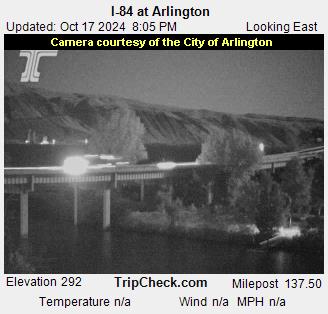 I-84 at Arlington
Updated: Oct 17 2024 8:05 PM Looking East
Camera courtesy of the City of Arlington
Elevation 292 TripCheck.com Milepost 137.50
Temperature n/a Wind n/a MPH n/a